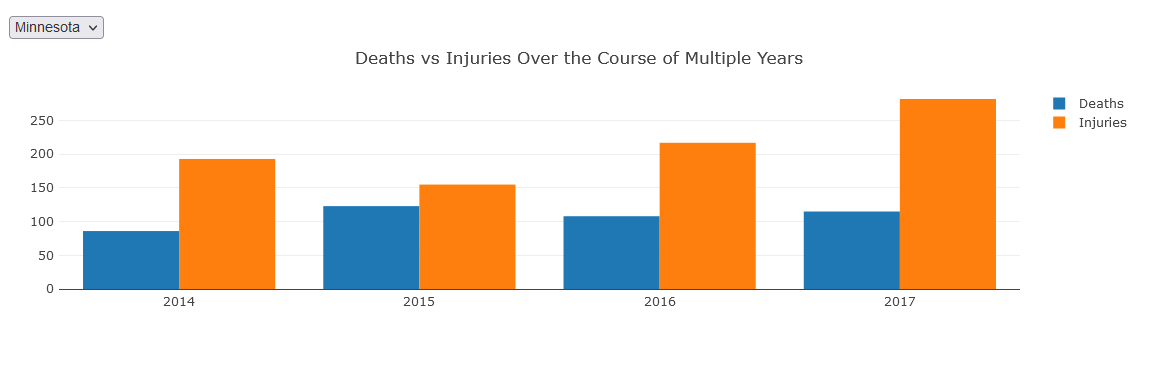 Minnesota
Deaths vs Injuries Over the Course of Multiple Years
Deaths
Injuries
250
200
150
100
50
0
2014 2015 2016 2017